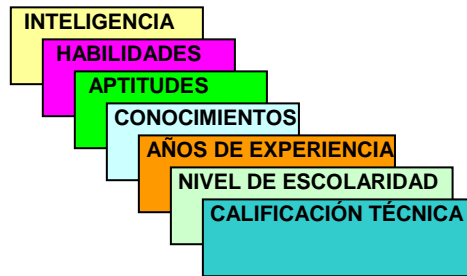 INTELIGENCIA
HABILIDADES
APTITUDES
CONOCIMIENTOS
AÑOS DE EXPERIENCIA
NIVEL DE ESCOLARIDAD
CALIFICACIÓN TÉCNICA